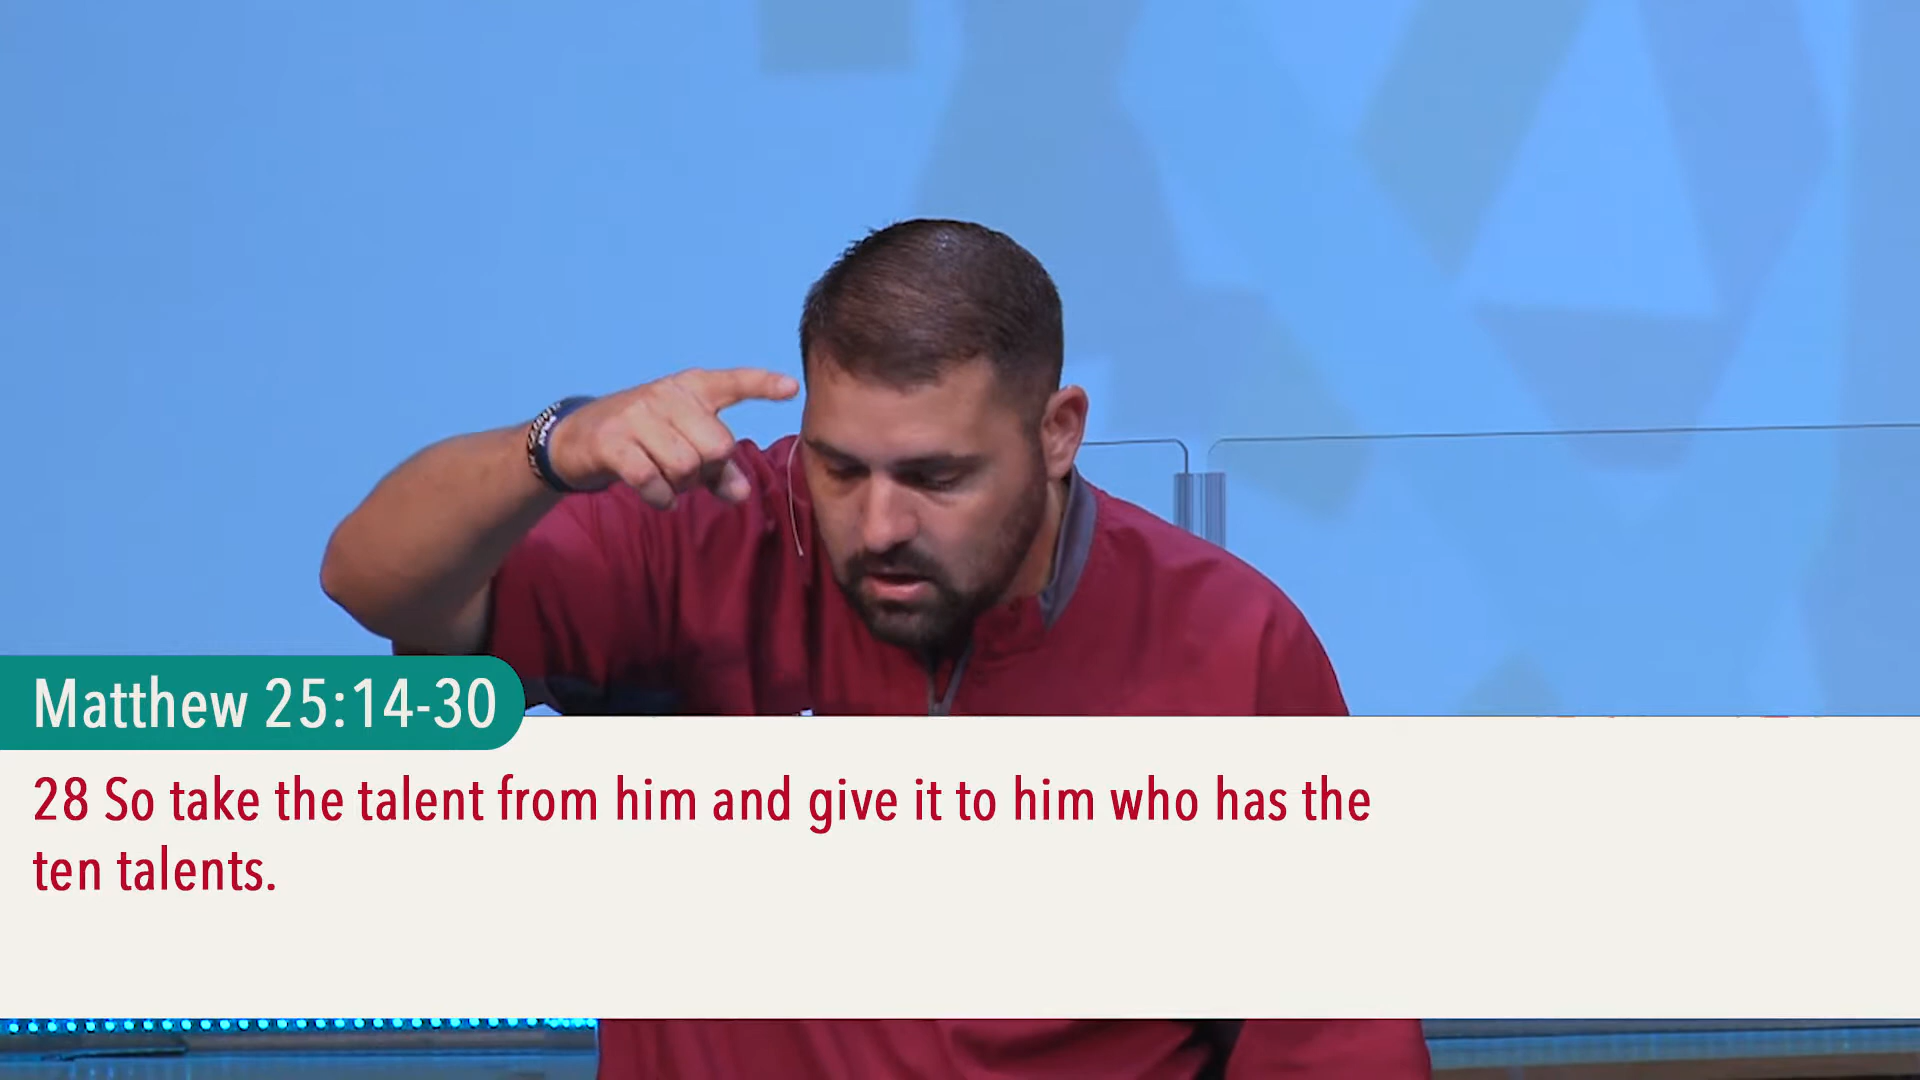 Matthew 25:14-30
28 So take the talent from him and give it to him who has the
ten talents.